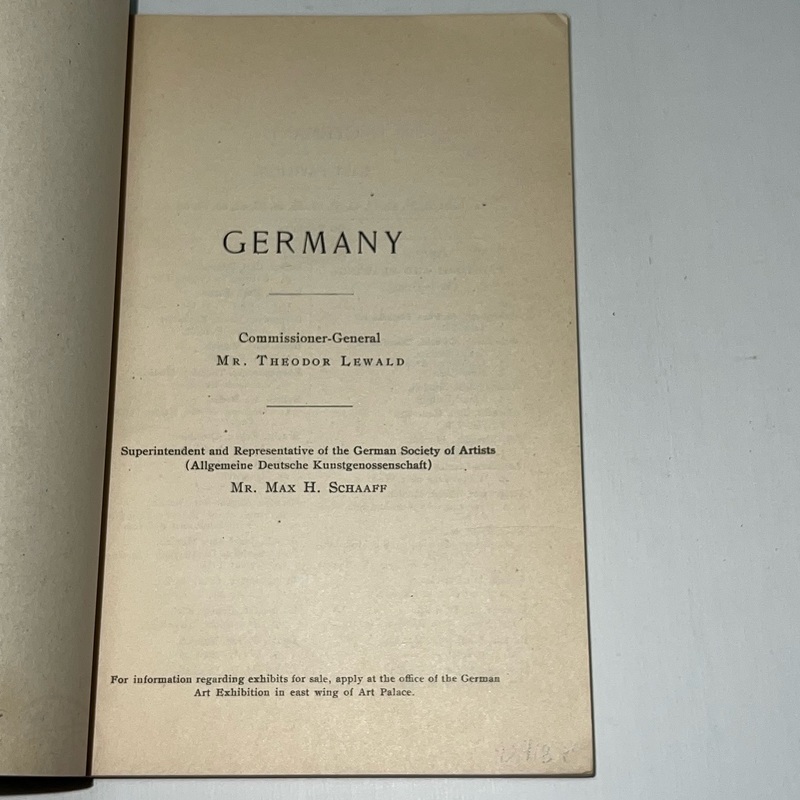 GERMANY
Commissioner-General
MR. THEODOR LEWALD
Superintendent and Representative of the German Society of Artists
(Allgemeine Deutsche Kunstgenossenschaft)
MR. MAX H. SCHAAFF
For information regarding exhibits for sale, apply at the office of the German
Art Exhibition in east wing of Art Palace.